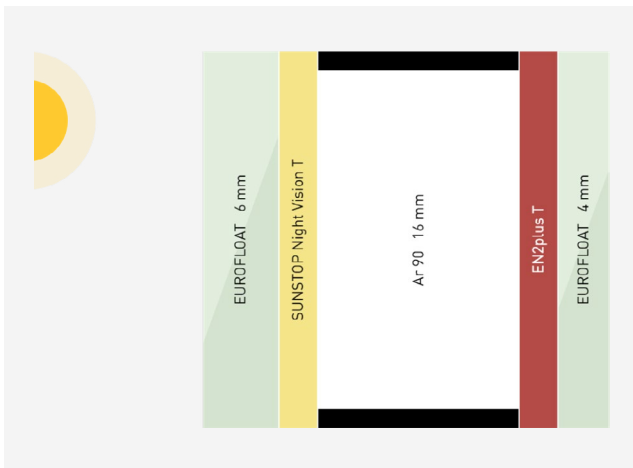 EUROFLOAT 6 mm
SUNSTOP Night Vision T
Ar 90 16 mm
EN2plus T
EUROFLOAT 4 mm